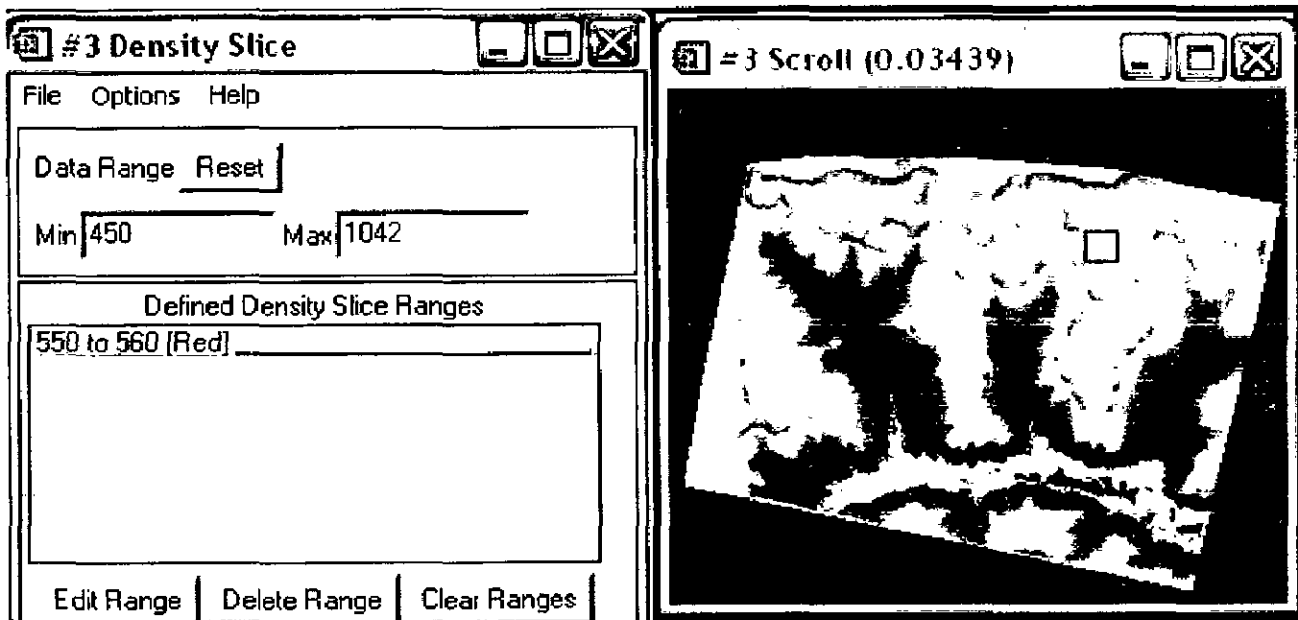 #3 Density Slice
File Options Help
Data Range Reset
Min 450 Max 1042
Defined Density Slice Ranges
550 to 560 [Red]
Edit Range Delete Range Clear Ranges
#3 Scroll (0.03439)